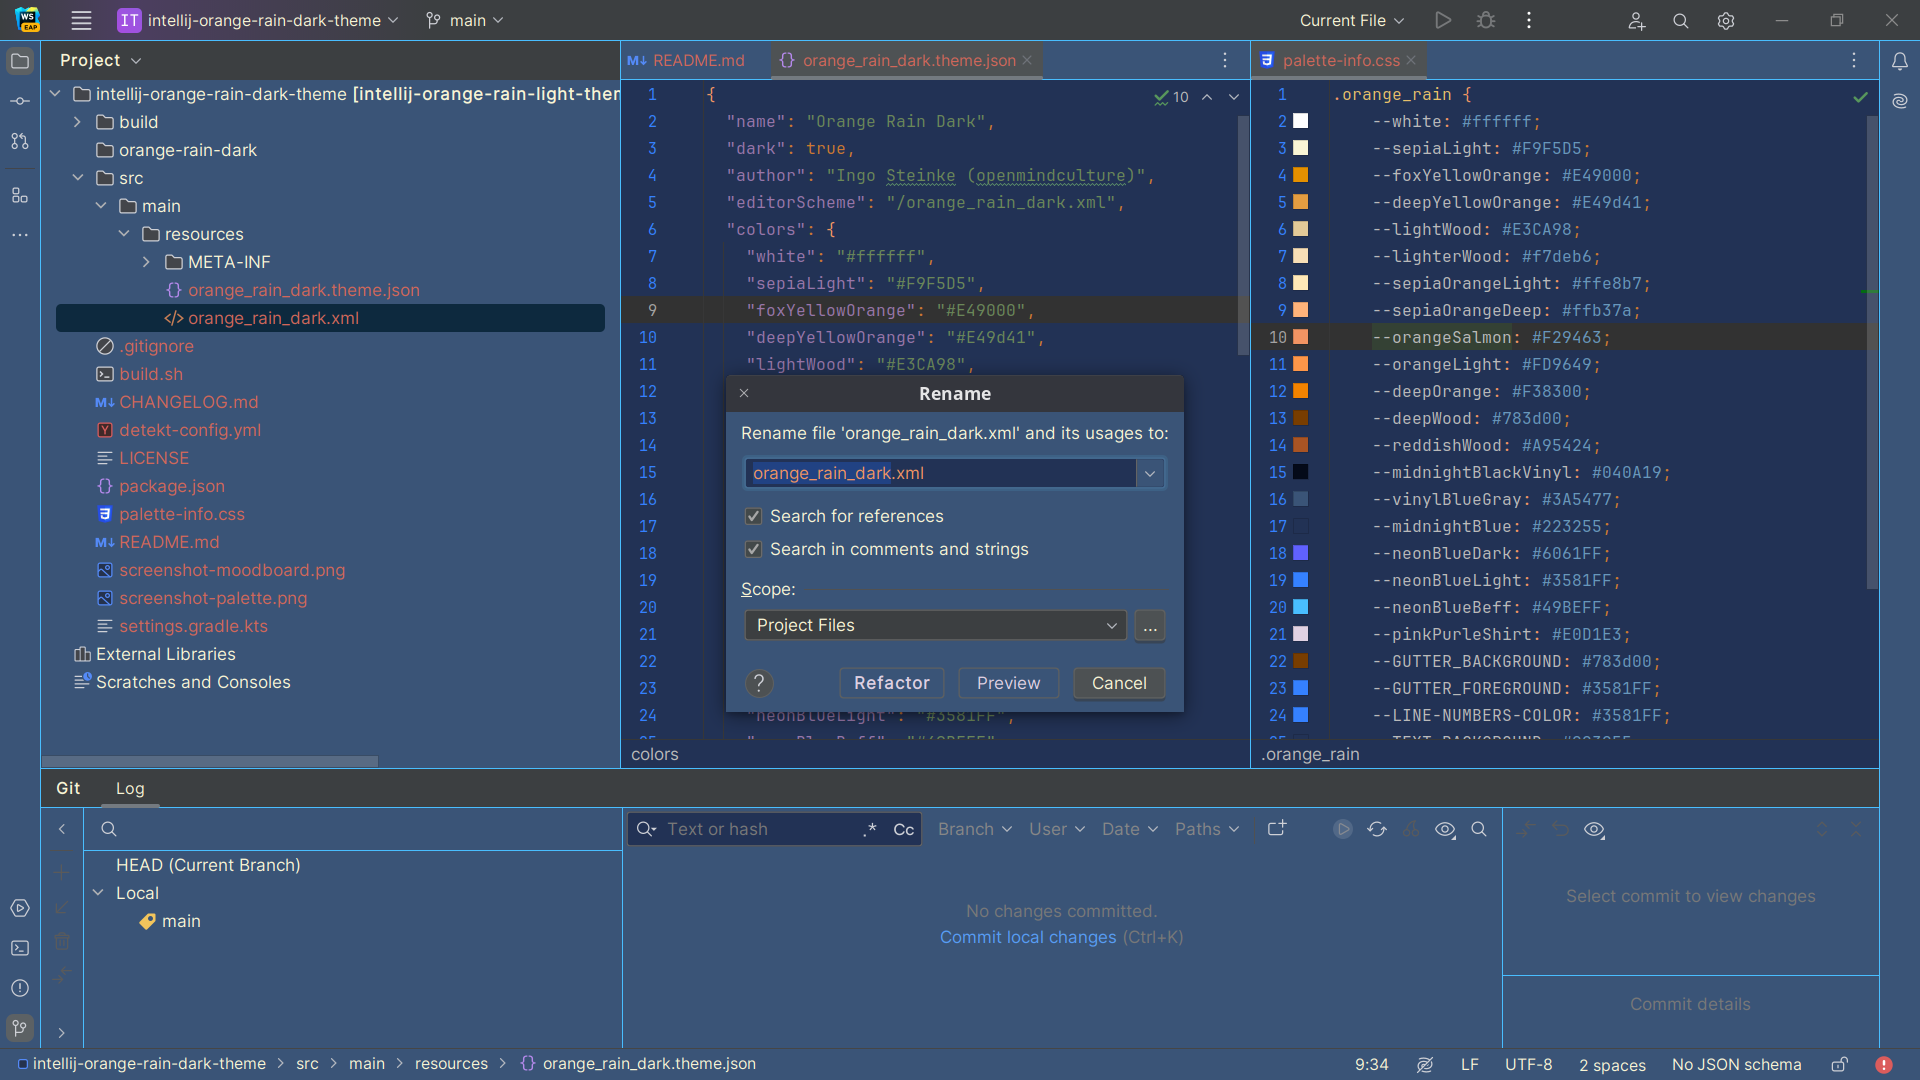 WS
EAP
IT intellij-orange-rain-dark-theme
main
Current File
Project
intellij-orange-rain-dark-theme [intellij-orange-rain-light-ther
build
orange-rain-dark
src
main
resources
META-INF
orange_rain_dark.theme.json
orange_rain_dark.xml
.gitignore
build.sh
CHANGELOG.md
detekt-config.yml
LICENSE
package.json
palette-info.css
README.md
screenshot-moodboard.png
screenshot-palette.png
settings.gradle.kts
External Libraries
Scratches and Consoles
README.md
orange_rain_dark.theme.json
10
1 {
2 "name": "Orange Rain Dark",
3 "dark": true,
4 "author": "Ingo Steinke (openmindculture)",
5 "editorScheme": "/orange_rain_dark.xml",
6 "colors": {
7 "white": "#ffffff",
8 "sepiaLight": "#F9F5D5",
9 "foxYellowOrange": "#E49000",
10 "deepYellowOrange": "#E49d41",
11 "lightWood": "#E3CA98",
12
13
14
15
16
17
18
19
20
21
22
23
24 "neonBlueLight": "#3581FF",
colors
Rename
Rename file 'orange_rain_dark.xml' and its usages to:
orange_rain_dark.xml
Search for references
Search in comments and strings
Scope:
Project Files
...
?
Refactor
Preview
Cancel
palette-info.css
1 .orange_rain {
2 --white: #ffffff;
3 --sepiaLight: #F9F5D5;
4 --foxYellowOrange: #E49000;
5 --deepYellowOrange: #E49d41;
6 --lightWood: #E3CA98;
7 --lighterWood: #f7deb6;
8 --sepiaOrangeLight: #ffe8b7;
9 --sepiaOrangeDeep: #ffb37a;
10 --orangeSalmon: #F29463;
11 --orangeLight: #FD9649;
12 --deepOrange: #F38300;
13 --deepWood: #783d00;
14 --reddishWood: #A95424;
15 --midnightBlackVinyl: #040A19;
16 --vinylBlueGray: #3A5477;
17 --midnightBlue: #223255;
18 --neonBlueDark: #6061FF;
19 --neonBlueLight: #3581FF;
20 --neonBlueBeff: #49BEFF;
21 --pinkPurleShirt: #E0D1E3;
22 --GUTTER_BACKGROUND: #783d00;
23 --GUTTER_FOREGROUND: #3581FF;
24 --LINE-NUMBERS-COLOR: #3581FF;
.orange_rain
Git
Log
HEAD (Current Branch)
Local
main
Text or hash
.*
Cc
Branch
User
Date
Paths
No changes committed.
Commit local changes (Ctrl+K)
Select commit to view changes
Commit details
intellij-orange-rain-dark-theme > src > main > resources > orange_rain_dark.theme.json
9:34
LF
UTF-8
2 spaces
No JSON schema